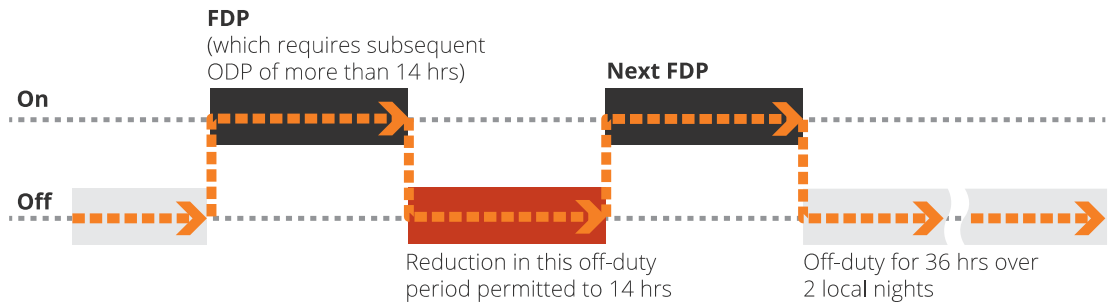 FDP
(which requires subsequent
ODP of more than 14 hrs)
Next FDP
On
Off
Reduction in this off-duty
period permitted to 14 hrs
Off-duty for 36 hrs over
2 local nights